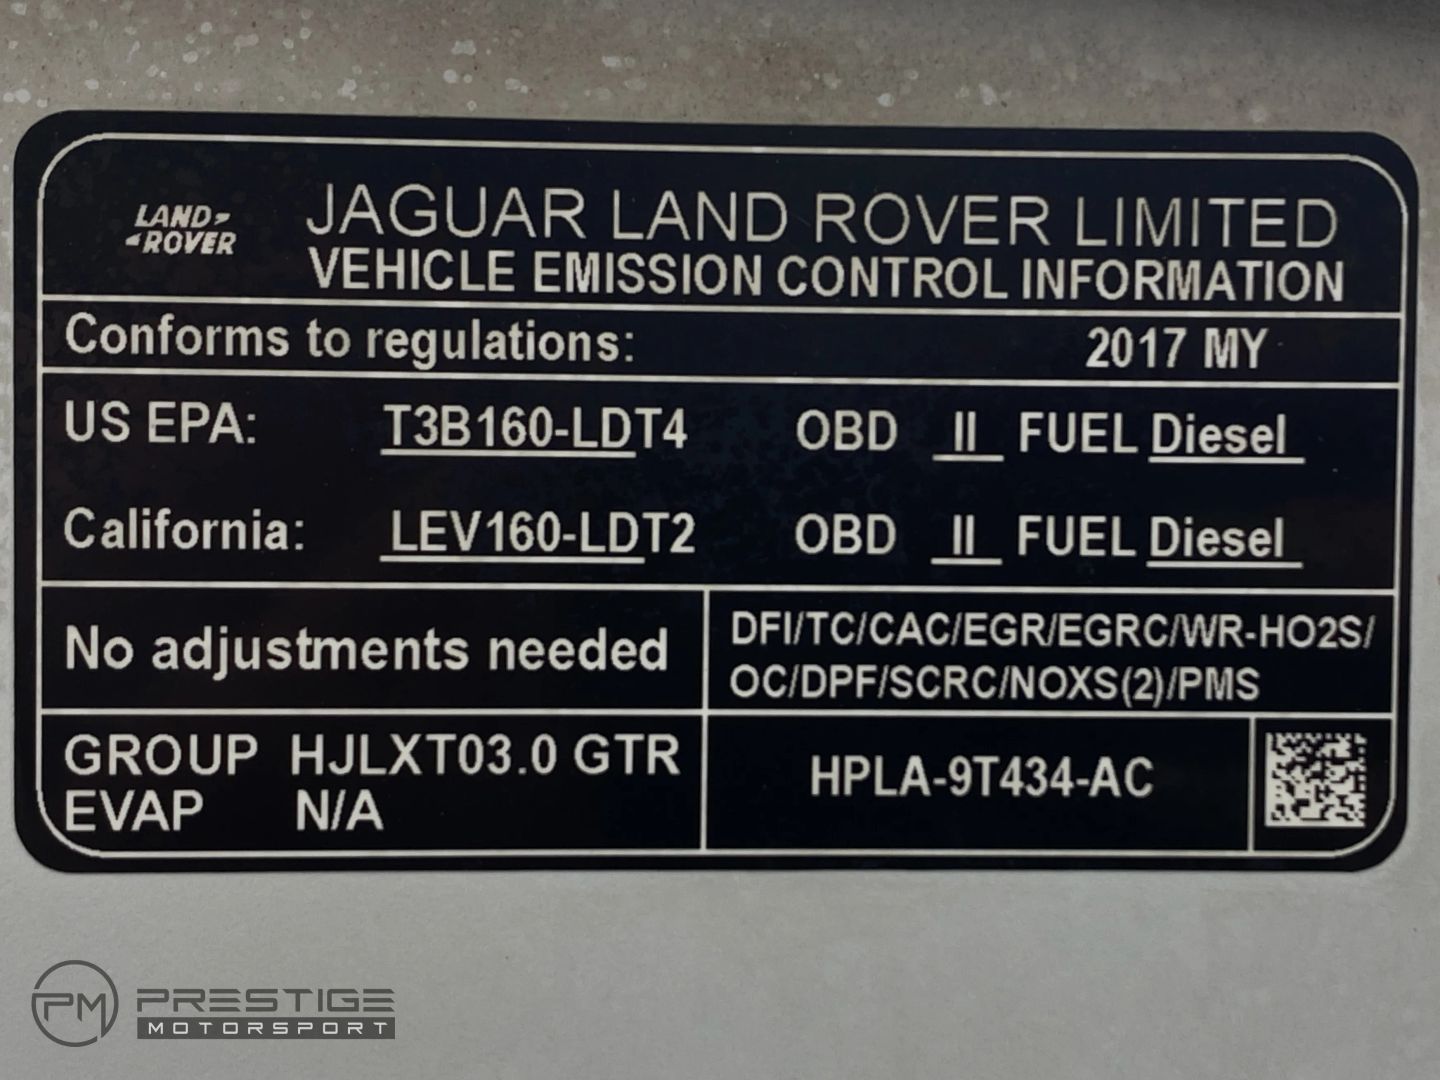 LAND
ROVER
JAGUAR LAND ROVER LIMITED
VEHICLE EMISSION CONTROL INFORMATION
Conforms to regulations: 2017 MY
US EPA: T3B160-LDT4 OBD II FUEL Diesel
California: LEV160-LDT2 OBD II FUEL Diesel
No adjustments needed
DFI/TC/CAC/EGR/EGRC/WR-HO2S/
OC/DPF/SCRC/NOXS(2)/PMS
GROUP HJLXT03.0 GTR
EVAP N/A
HPLA-9T434-AC
PM PRESTIGE
MOTORSPORT